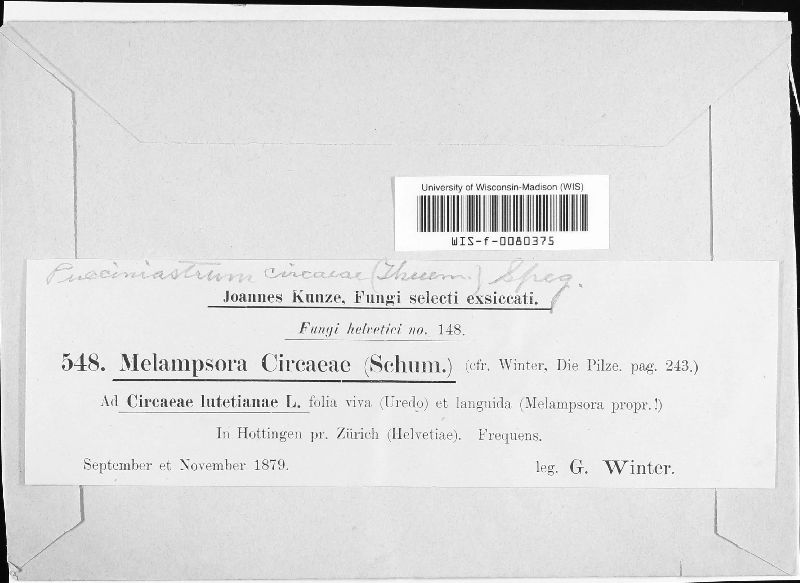 University of Wisconsin-Madison (WIS)
WIS-f-0080375
Pucciniastrum circaeae (Thuem.) Speg.
Joannes Kunze, Fungi selecti exsiccati.
Fungi helvetici no. 148.
548. Melampsora Circaeae (Schum.) (cfr. Winter, Die Pilze. pag. 243.)
Ad Circaeae lutetianae L. folia viva (Uredo) et languida (Melampsora propr.!)
In Hottingen pr. Zürich (Helvetiae). Frequens.
September et November 1879. leg. G. Winter.